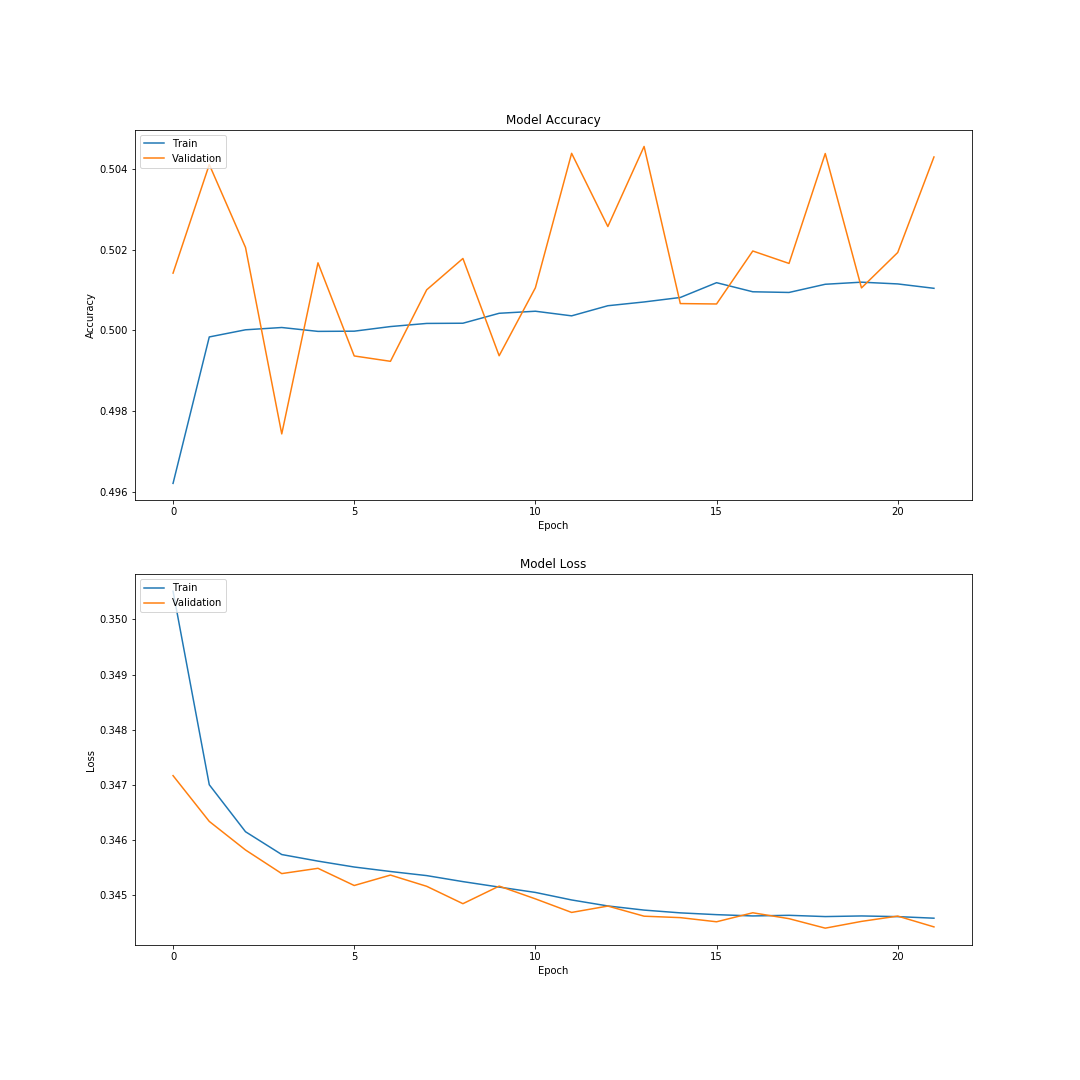 Model Accuracy
Train
Validation
0.504
0.502
0.500
0.498
0.496
Accuracy
0 5 10 15 20
Epoch
Model Loss
Train
Validation
0.350
0.349
0.348
0.347
0.346
0.345
Loss
0 5 10 15 20
Epoch